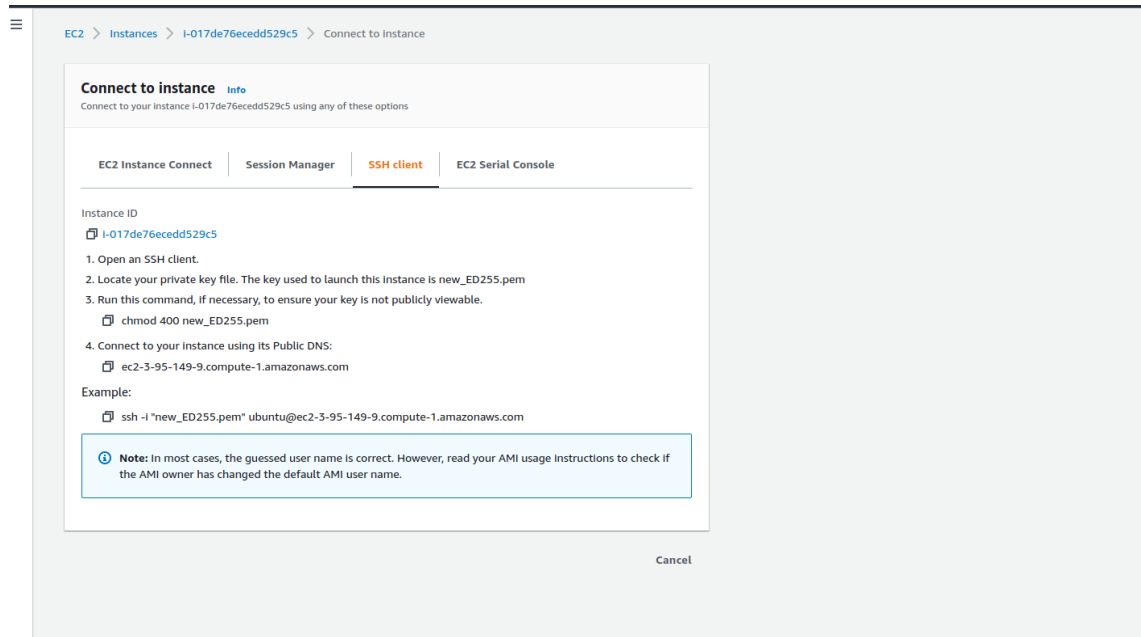 EC2 > Instances > i-017de76ecedd529c5 > Connect to instance
Connect to instance Info
Connect to your instance i-017de76ecedd529c5 using any of these options
EC2 Instance Connect Session Manager SSH client EC2 Serial Console
Instance ID
i-017de76ecedd529c5
1. Open an SSH client.
2. Locate your private key file. The key used to launch this instance is new_ED255.pem
3. Run this command, if necessary, to ensure your key is not publicly viewable.
chmod 400 new_ED255.pem
4. Connect to your instance using its Public DNS:
ec2-3-95-149-9.compute-1.amazonaws.com
Example:
ssh -i "new_ED255.pem" ubuntu@ec2-3-95-149-9.compute-1.amazonaws.com
Note: In most cases, the guessed user name is correct. However, read your AMI usage instructions to check if
the AMI owner has changed the default AMI user name.
Cancel